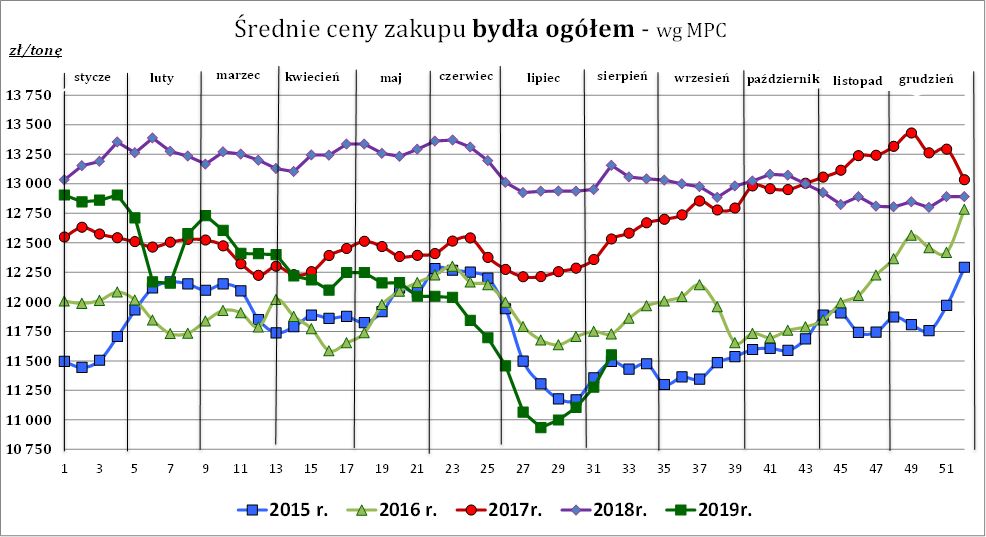 Średnie ceny zakupu bydła ogółem - wg MPC
zł/tonę
stycze luty marzec kwiecień maj czerwiec lipiec sierpień wrzesień październik listopad grudzień
13 750
13 500
13 250
13 000
12 750
12 500
12 250
12 000
11 750
11 500
11 250
11 000
10 750
1 3 5 7 9 11 13 15 17 19 21 23 25 27 29 31 33 35 37 39 41 43 45 47 49 51
2015 r. 2016 r. 2017r. 2018r. 2019r.